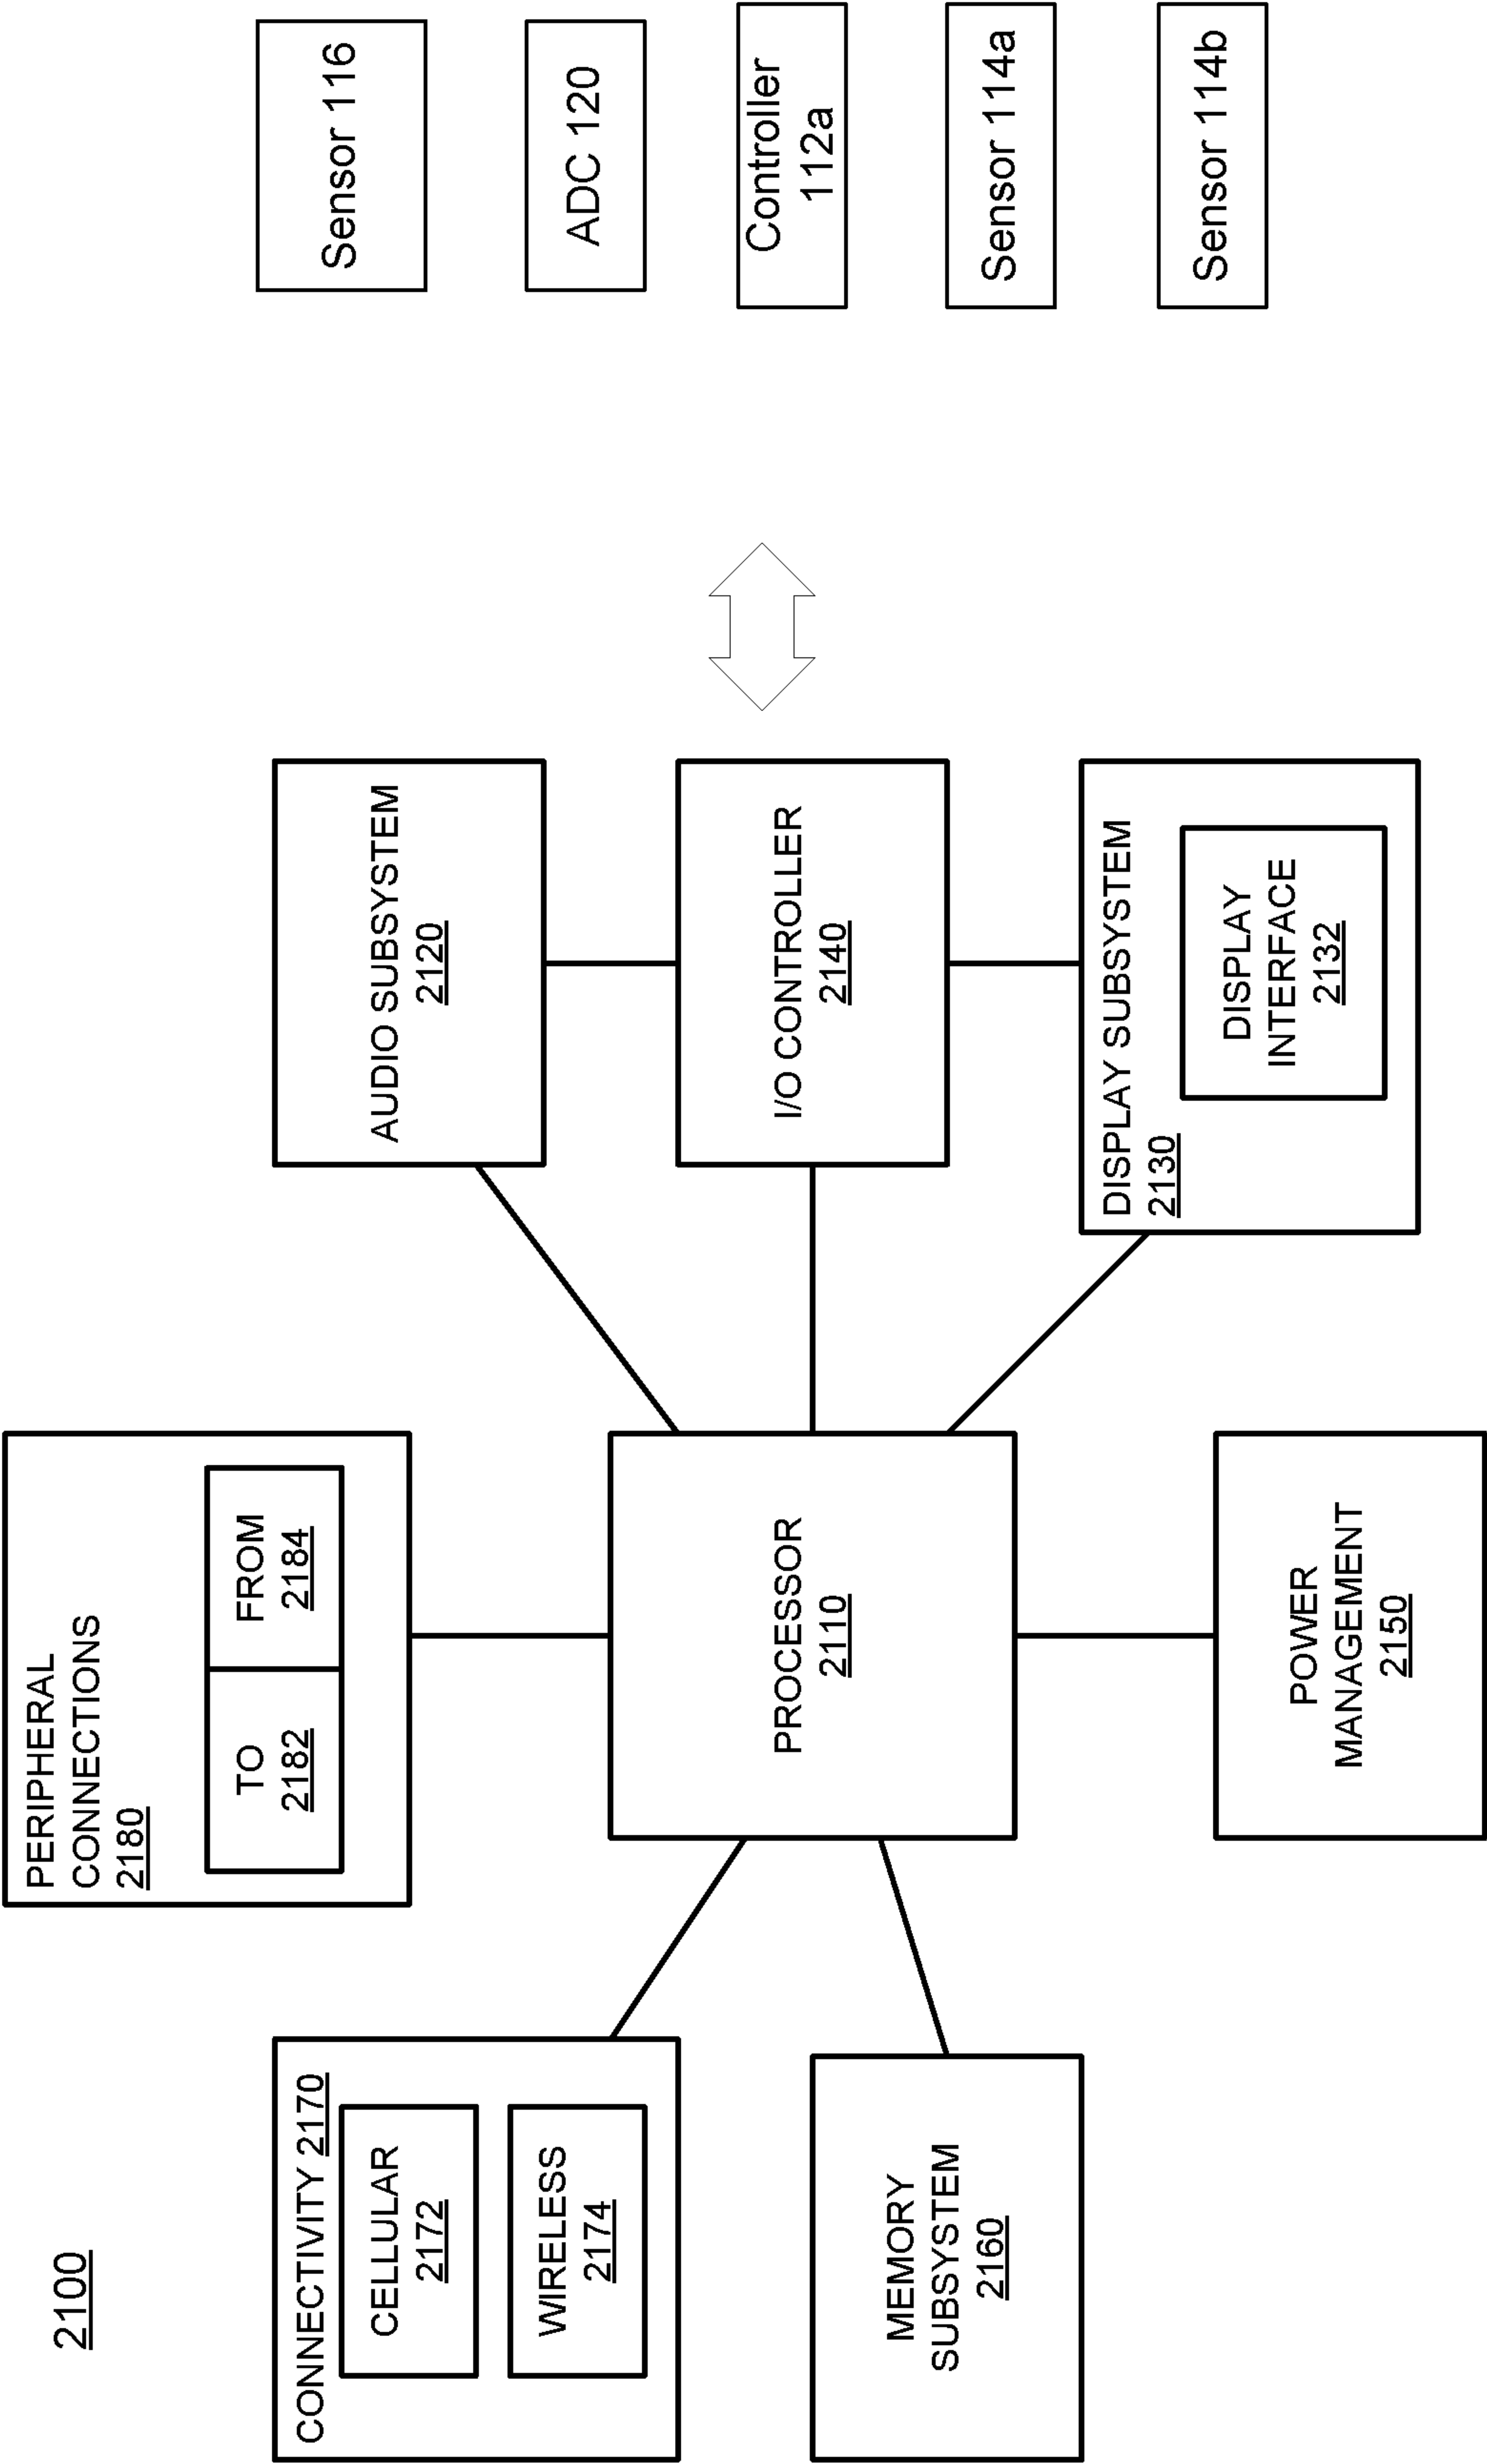 2100
PERIPHERAL
CONNECTIONS
2180
TO
2182
FROM
2184
CONNECTIVITY 2170
CELLULAR
2172
WIRELESS
2174
AUDIO SUBSYSTEM
2120
Sensor 116
ADC 120
PROCESSOR
2110
I/O CONTROLLER
2140
Controller
112a
MEMORY
SUBSYSTEM
2160
Sensor 114a
DISPLAY SUBSYSTEM
2130
DISPLAY
INTERFACE
2132
Sensor 114b
POWER
MANAGEMENT
2150